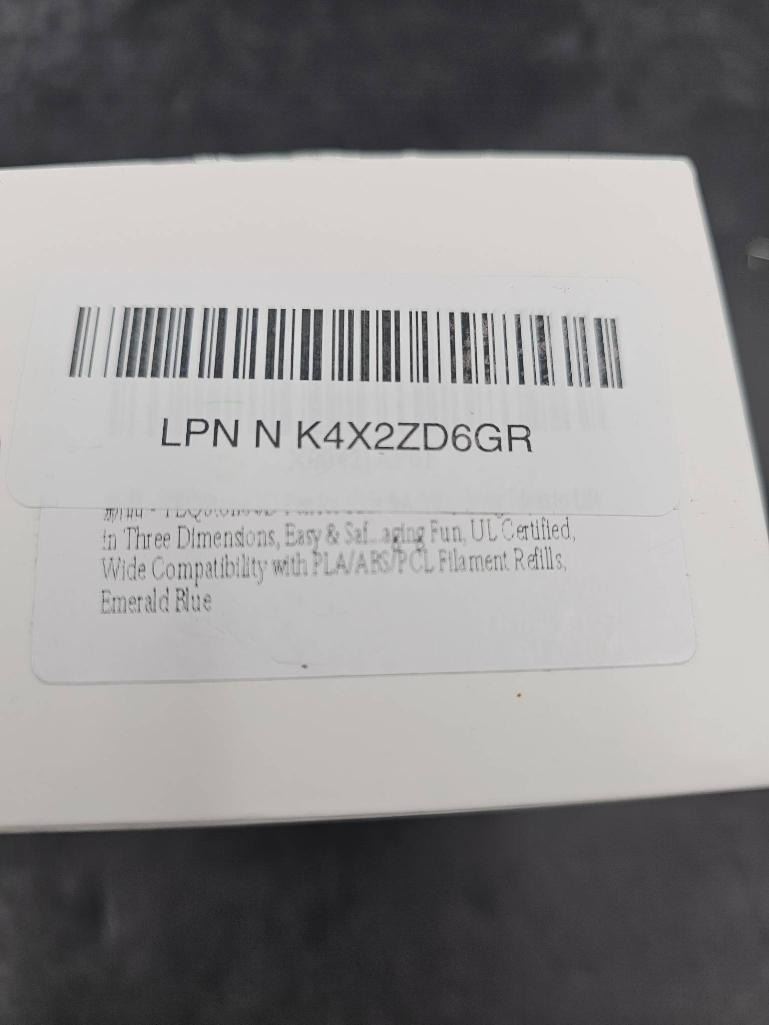 LPN N K4X2ZD6GR
in Three Dimensions, Easy & Saf...aging Fun, UL Certified,
Wide Compatibility with PLA/ABS/PCL Filament Refills,
Emerald Blue